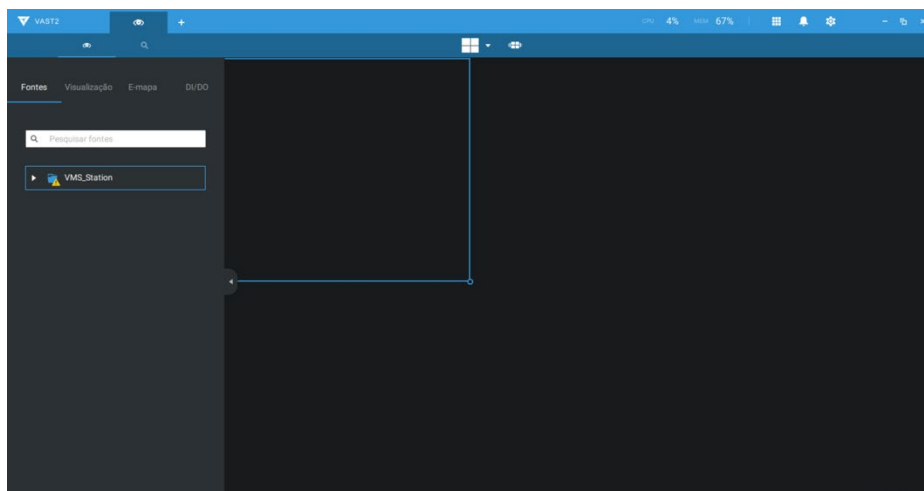 VAST2
CPU 4% MEM 67%
Fontes Visualização E-mapa DI/DO
Pesquisar fontes
VMS_Station